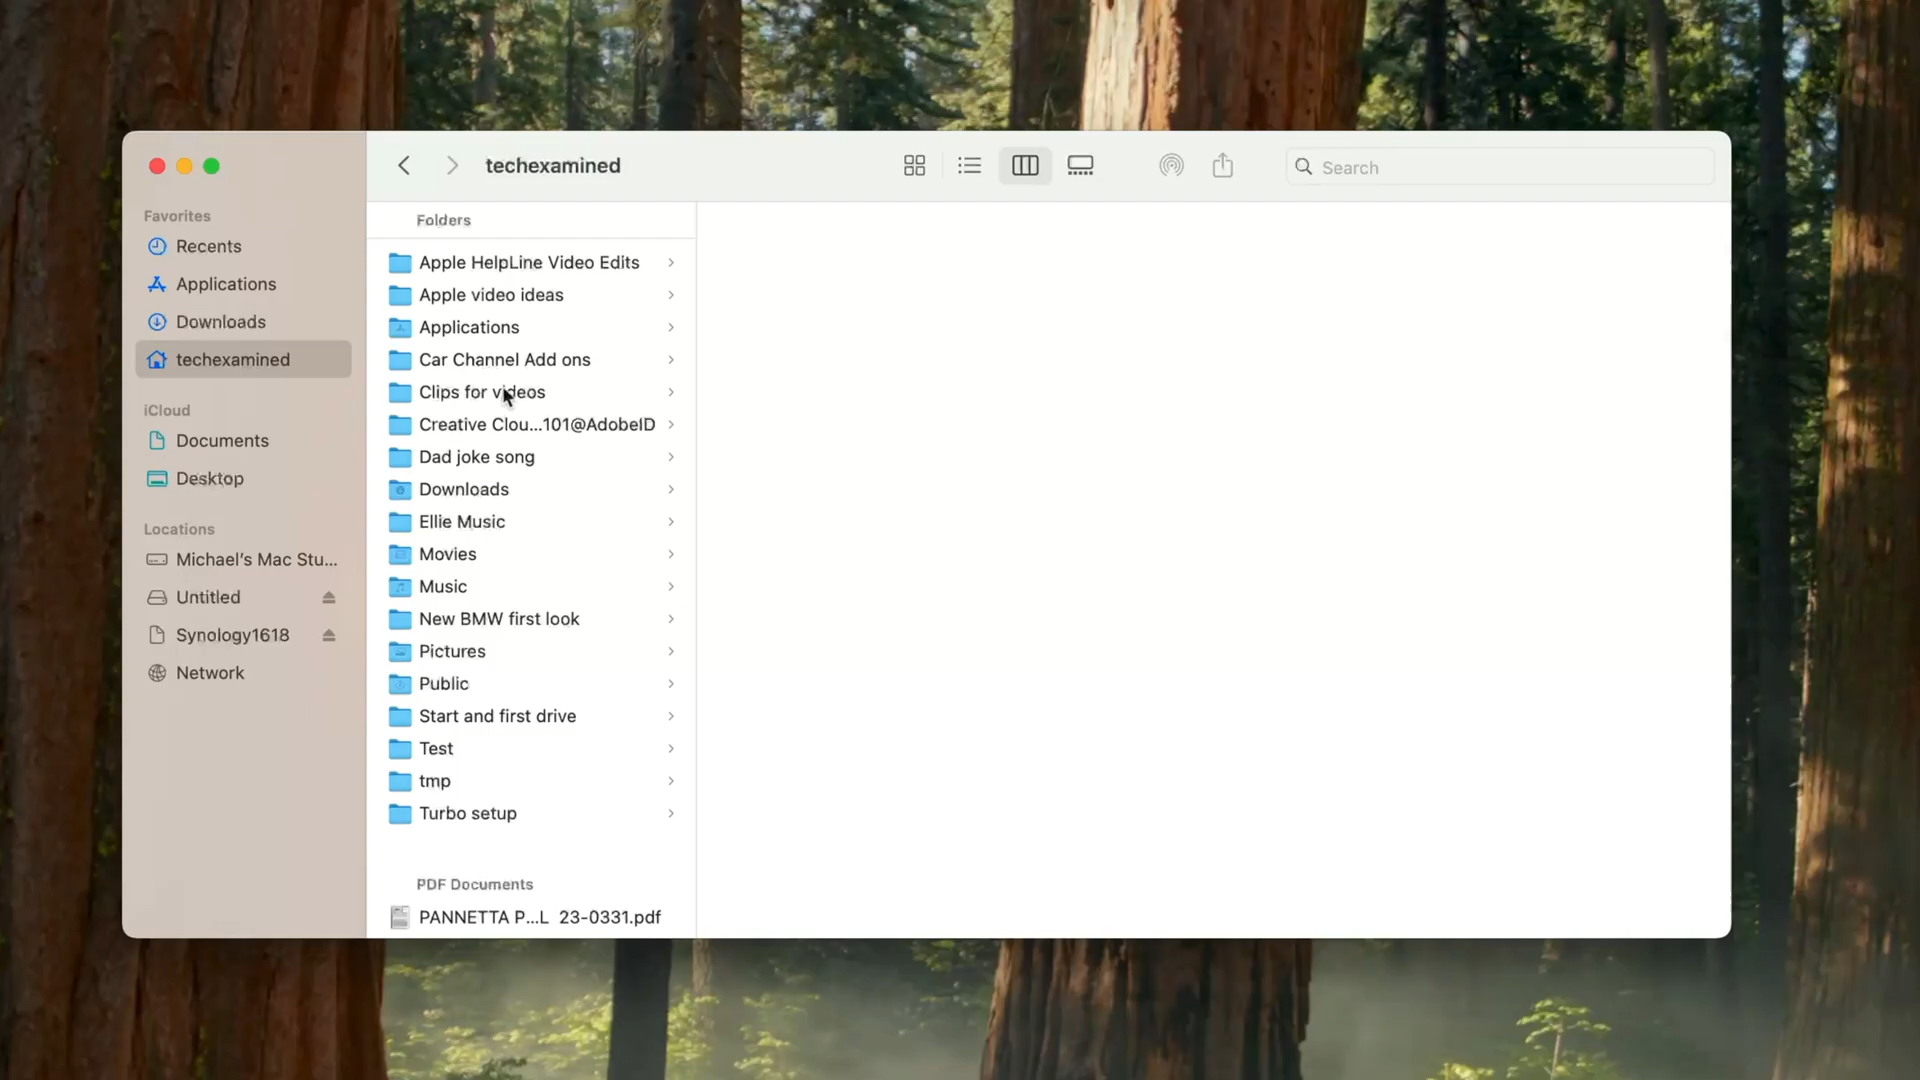 techexamined
Search
Favorites
Recents
Applications
Downloads
techexamined
iCloud
Documents
Desktop
Locations
Michael's Mac Stu...
Untitled
Synology1618
Network
Folders
Apple HelpLine Video Edits
Apple video ideas
Applications
Car Channel Add ons
Clips for videos
Creative Clou...101@AdobeID
Dad joke song
Downloads
Ellie Music
Movies
Music
New BMW first look
Pictures
Public
Start and first drive
Test
tmp
Turbo setup
PDF Documents
PANNETTA P...L 23-0331.pdf